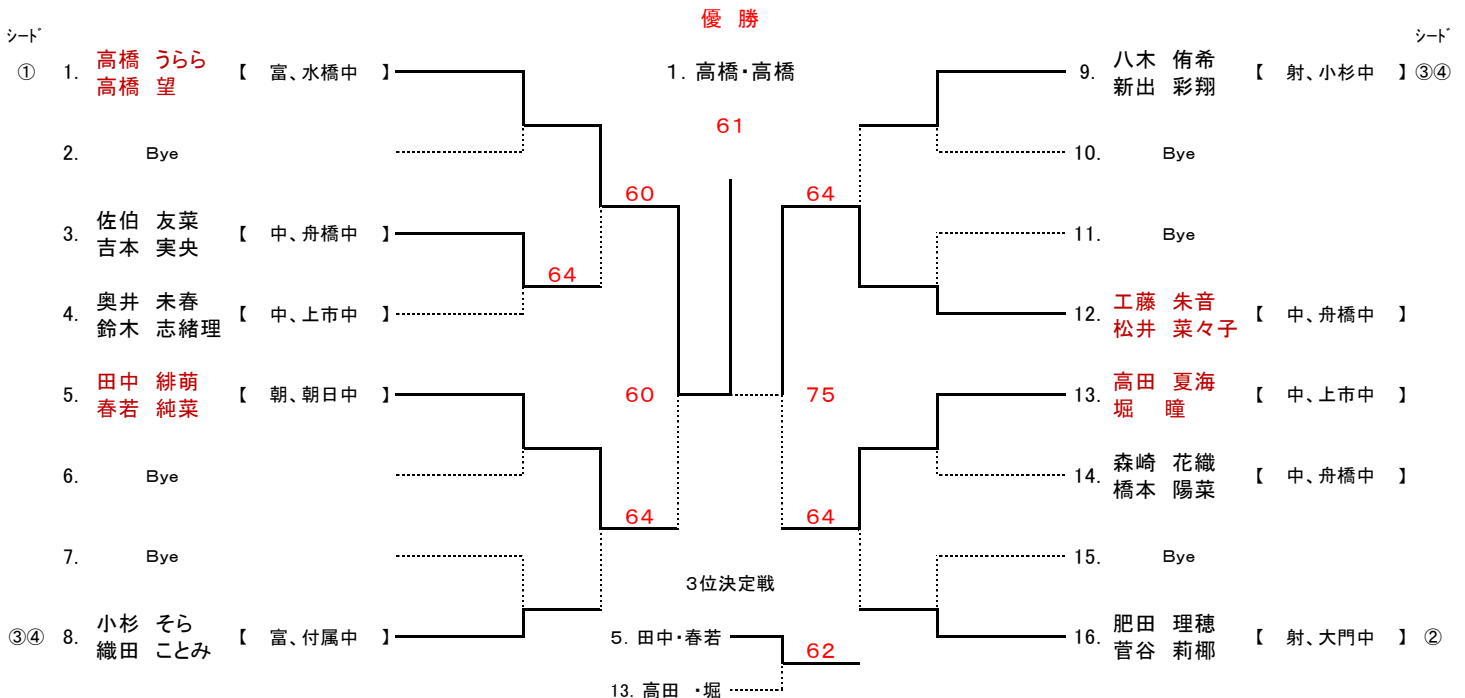 優 勝
シード
① 1. 高橋 うらら
高橋 望
【 富、水橋中 】
2. Bye
3. 佐伯 友菜
吉本 実央
【 中、舟橋中 】
4. 奥井 未春
鈴木 志緒理
【 中、上市中 】
5. 田中 緋萌
春若 純菜
【 朝、朝日中 】
6. Bye
7. Bye
③④ 8. 小杉 そら
織田 ことみ
【 富、付属中 】
64
60
64
60
1. 高橋・高橋
61
64
75
64
3位決定戦
5. 田中・春若
62
13. 高田 ・堀
シード
9. 八木 侑希
新出 彩翔
【 射、小杉中 】 ③④
10. Bye
11. Bye
12. 工藤 朱音
松井 菜々子
【 中、舟橋中 】
13. 高田 夏海
堀 瞳
【 中、上市中 】
14. 森崎 花織
橋本 陽菜
【 中、舟橋中 】
15. Bye
16. 肥田 理穂
菅谷 莉椰
【 射、大門中 】 ②